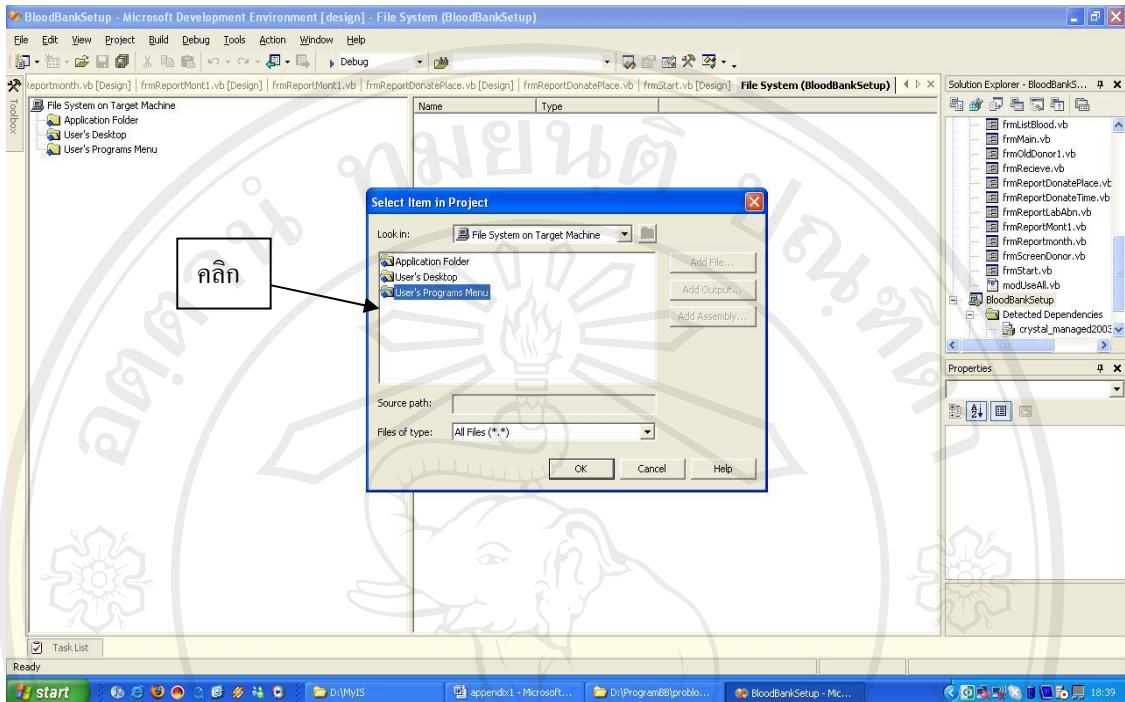 BloodBankSetup - Microsoft Development Environment [design] - File System (BloodBankSetup)
File Edit View Project Build Debug Tools Action Window Help
Debug
Reportmonth.vb [Design] frmReportMont1.vb [Design] frmReportMont1.vb frmReportDonatePlace.vb [Design] frmReportDonatePlace.vb frmStart.vb [Design] File System (BloodBankSetup)
Toolbox
File System on Target Machine
Application Folder
User's Desktop
User's Programs Menu
Name Type
คลิก
Select Item in Project
Look in: File System on Target Machine
Application Folder
User's Desktop
User's Programs Menu
Add File...
Add Output...
Add Assembly...
Source path:
Files of type: All Files (*.*)
OK Cancel Help
Solution Explorer - BloodBankS...
frmListBlood.vb
frmMain.vb
frmOldDonor1.vb
frmRecieve.vb
frmReportDonatePlace.vb
frmReportDonateTime.vb
frmReportLabAbn.vb
frmReportMont1.vb
frmReportmonth.vb
frmScreenDonor.vb
frmStart.vb
modUseAll.vb
BloodBankSetup
Detected Dependencies
crystal_managed2003
Properties
Task List
Ready
start D:\MyIS appendix1 - Microsoft... D:\ProgramBB\problo... BloodBankSetup - Mic... 18:39